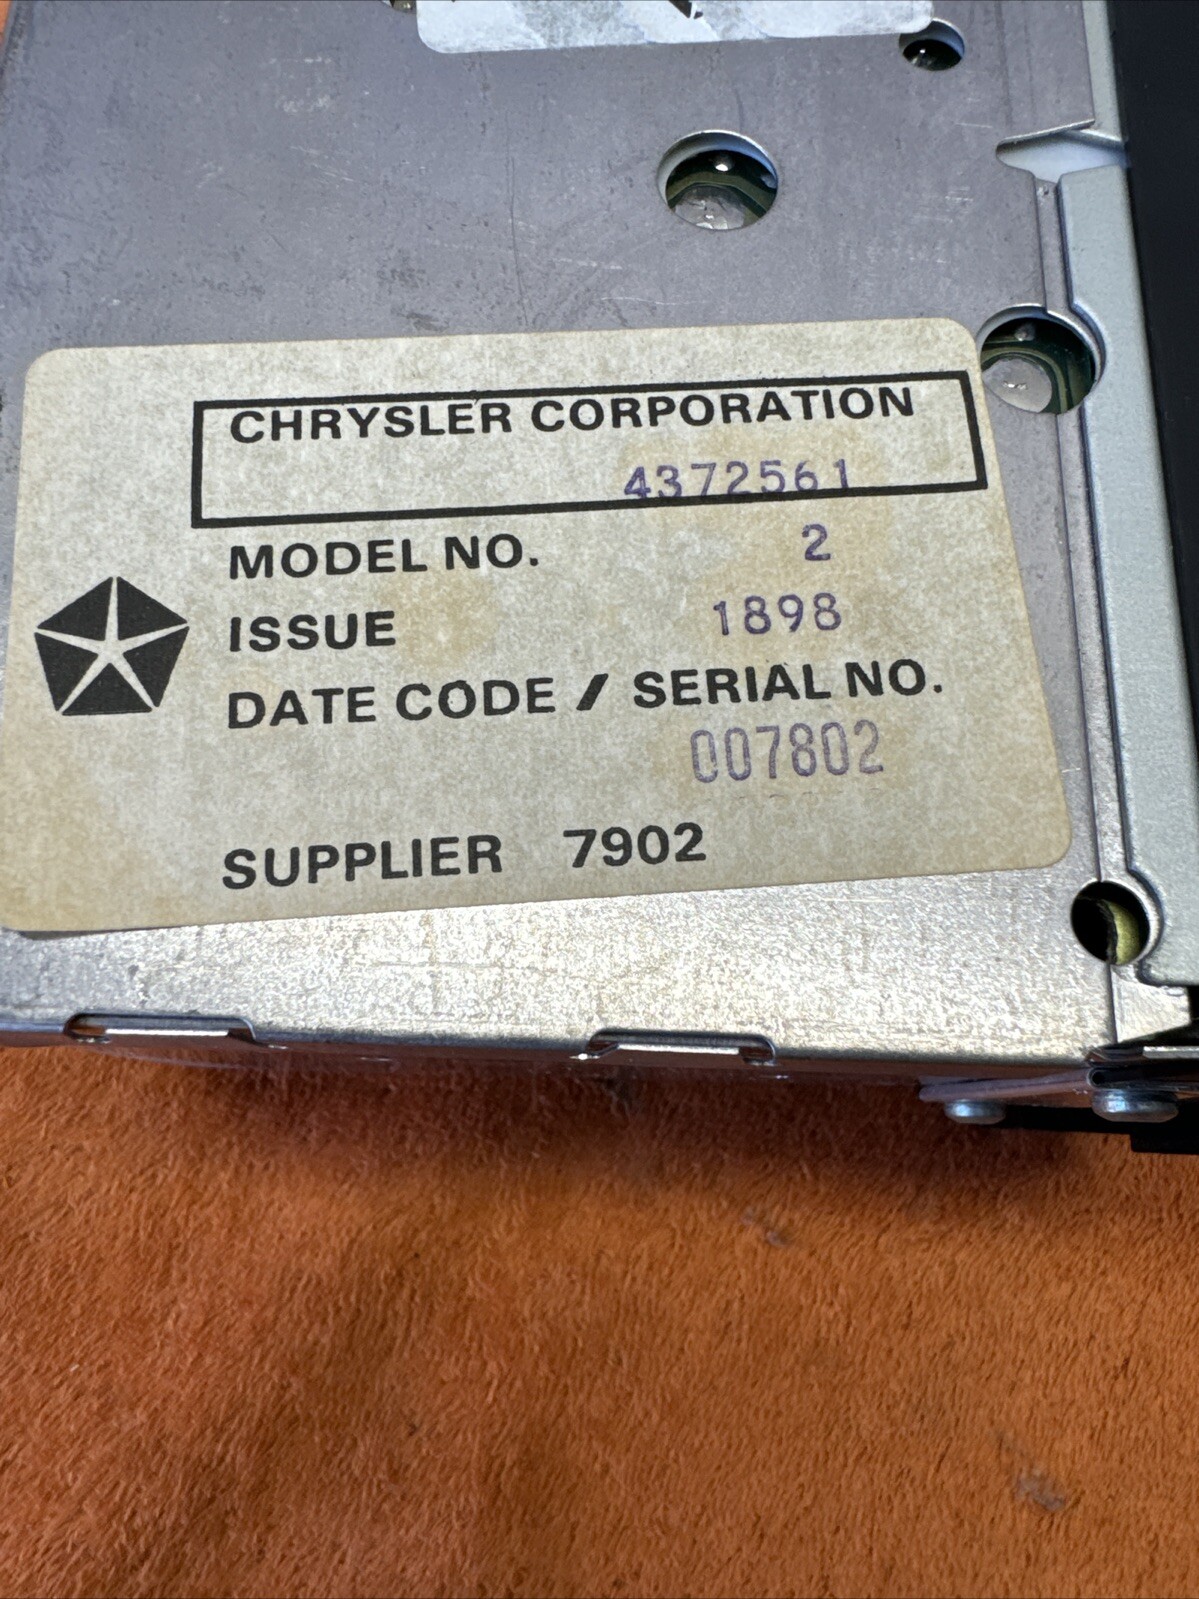 CHRYSLER CORPORATION
4372561
MODEL NO. 2
ISSUE 1898
DATE CODE / SERIAL NO.
007802
SUPPLIER 7902